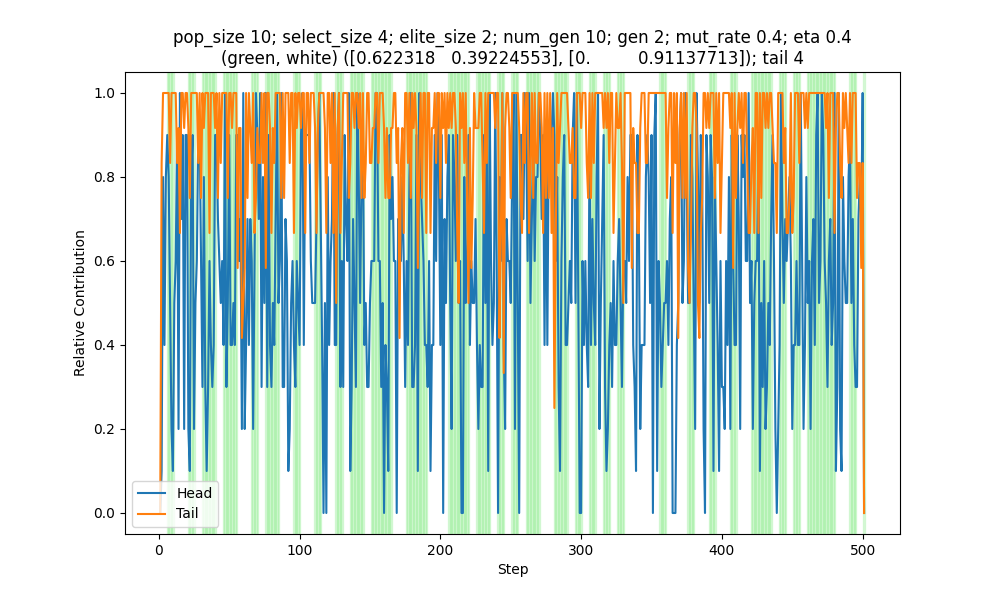 pop_size 10; select_size 4; elite_size 2; num_gen 10; gen 2; mut_rate 0.4; eta 0.4
(green, white) ([0.622318   0.39224553], [0.         0.91137713]); tail 4
1.0
0.8
0.6
0.4
0.2
0.0
Relative Contribution
Head
Tail
0
100
200
300
400
500
Step